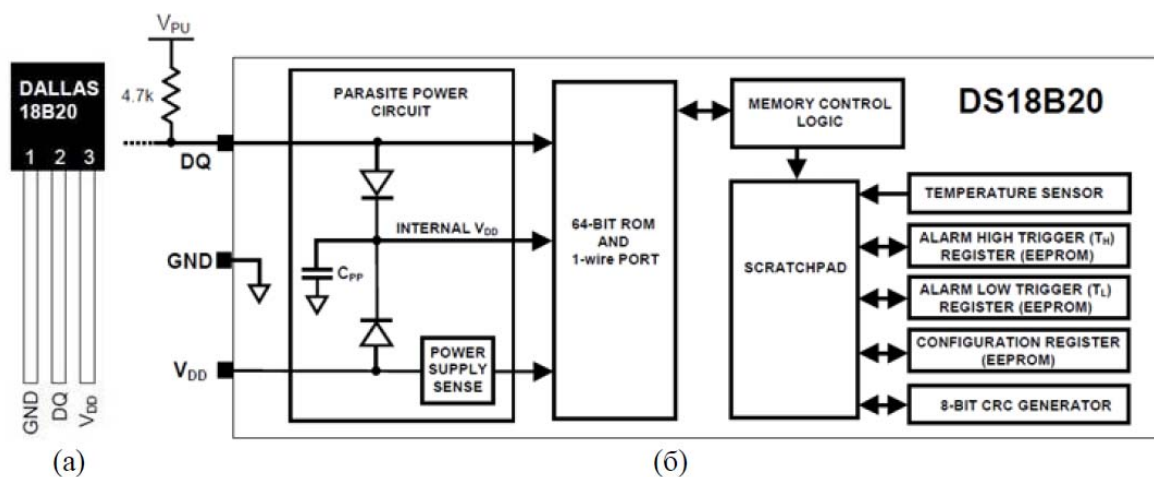 DALLAS
18B20
1 2 3
GND
DQ
VDD
(а)
VPU
4.7k
DQ
GND
VDD
PARASITE POWER
CIRCUIT
INTERNAL VDD
CPP
POWER
SUPPLY
SENSE
64-BIT ROM
AND
1-wire PORT
MEMORY CONTROL
LOGIC
DS18B20
SCRATCHPAD
TEMPERATURE SENSOR
ALARM HIGH TRIGGER (TH)
REGISTER (EEPROM)
ALARM LOW TRIGGER (TL)
REGISTER (EEPROM)
CONFIGURATION REGISTER
(EEPROM)
8-BIT CRC GENERATOR
(б)